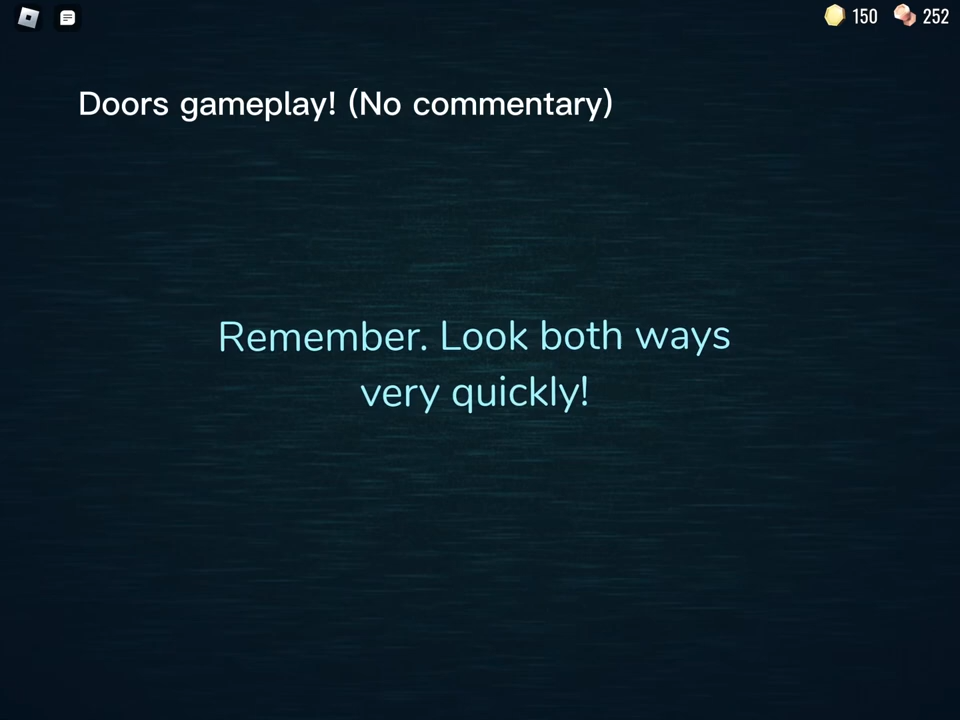 150 252
Doors gameplay! (No commentary)
Remember. Look both ways
very quickly!